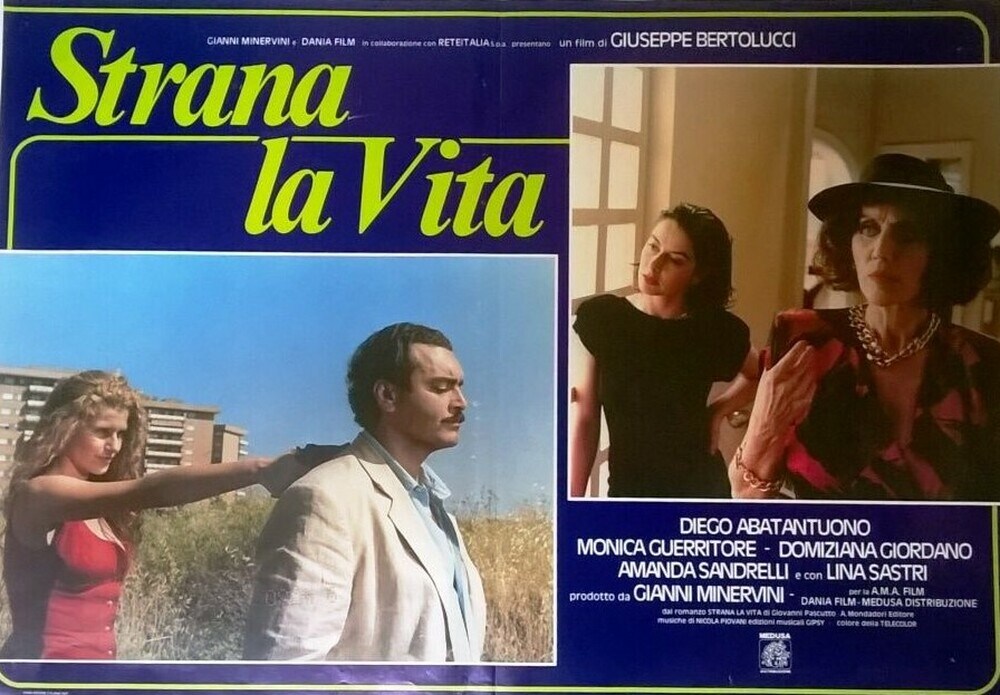 GIANNI MINERVINI e DANIA FILM in collaborazione con RETEITALIA S.p.a. presentano un film di GIUSEPPE BERTOLUCCI
Strana
la Vita
DIEGO ABATANTUONO
MONICA GUERRITORE - DOMIZIANA GIORDANO
AMANDA SANDRELLI e con LINA SASTRI
prodotto da GIANNI MINERVINI - per la A.M.A. FILM
DANIA FILM - MEDUSA DISTRIBUZIONE
dal romanzo STRANA LA VITA di Giovanni Pascutto A. Mondadori Editore
musiche di NICOLA PIOVANI edizioni musicali GIPSY - colore della TELECOLOR
MEDUSA
DISTRIBUZIONE